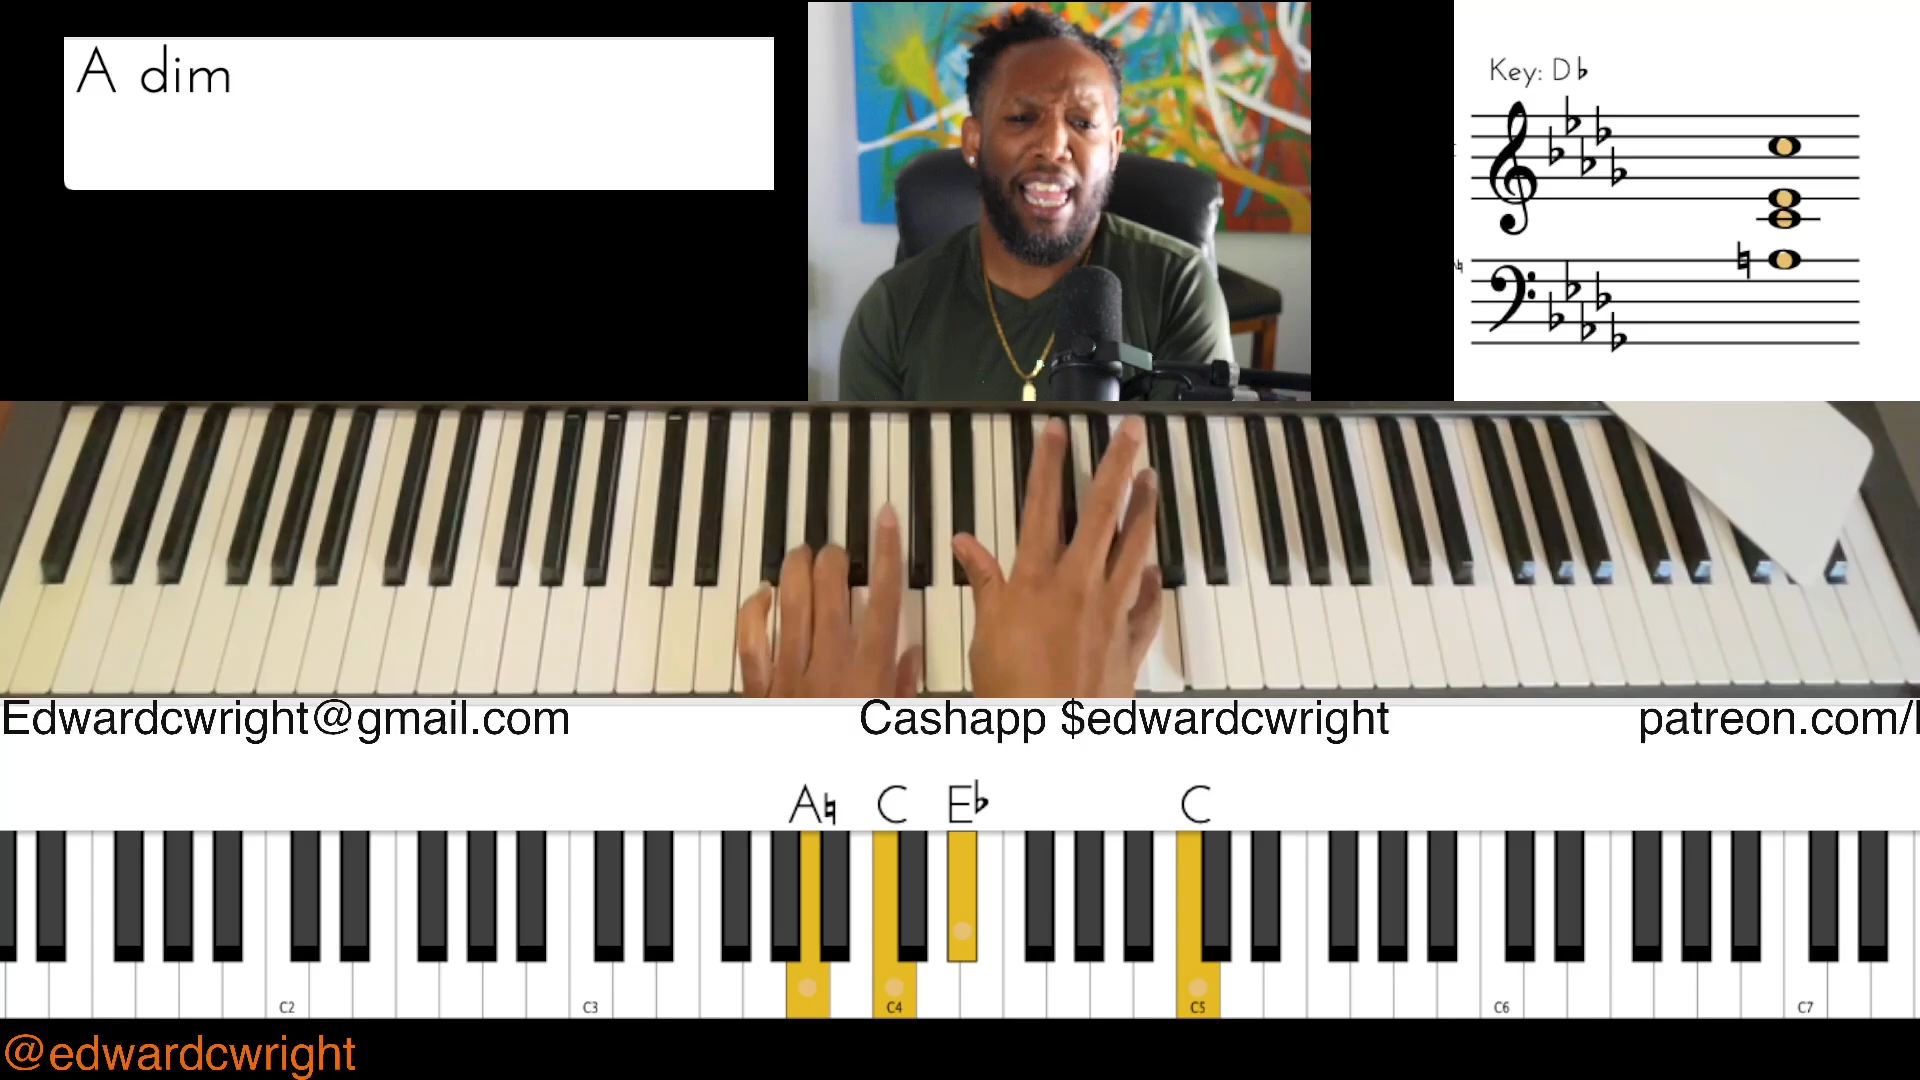 A dim
Key: D♭
Edwardcwright@gmail.com
Cashapp $edwardcwright
patreon.com/
A♮ C E♭ C
C2 C3 C4 C5 C6 C7
@edwardcwright